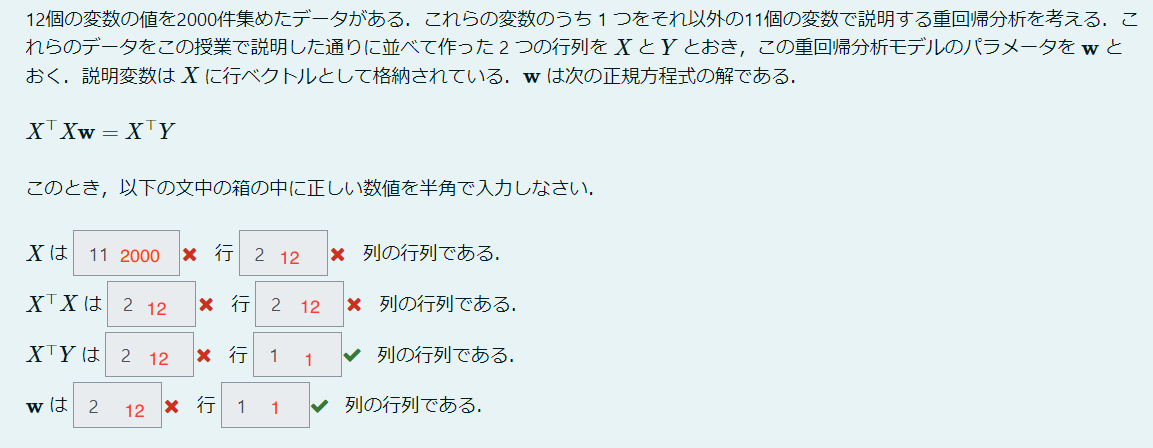 12個の変数の値を2000件集めたデータがある．これらの変数のうち 1 つをそれ以外の11個の変数で説明する重回帰分析を考える．こ
れらのデータをこの授業で説明した通りに並べて作った 2 つの行列を X と Y とおき，この重回帰分析モデルのパラメータを w と
おく．説明変数は X に行ベクトルとして格納されている．w は次の正規方程式の解である．
X⊤Xw = X⊤Y
このとき，以下の文中の箱の中に正しい数値を半角で入力しなさい．
X は 11 2000 ✖ 行 2 12 ✖ 列の行列である．
X⊤X は 2 12 ✖ 行 2 12 ✖ 列の行列である．
X⊤Y は 2 12 ✖ 行 1 1 ✔ 列の行列である．
w は 2 12 ✖ 行 1 1 ✔ 列の行列である．